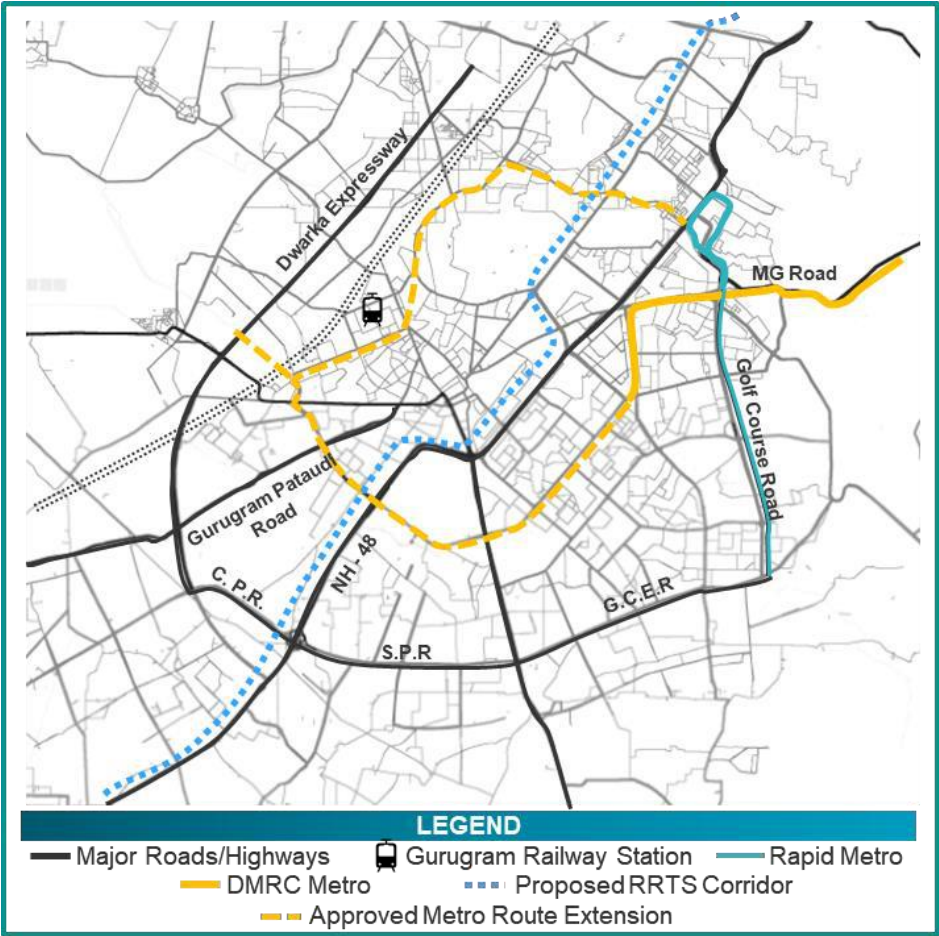 Dwarka Expressway
MG Road
Golf Course Road
Gurugram Pataudi
Road
NH - 48
C. P.R.
G.C.E.R
S.P.R
LEGEND
Major Roads/Highways Gurugram Railway Station Rapid Metro
DMRC Metro Proposed RRTS Corridor
Approved Metro Route Extension